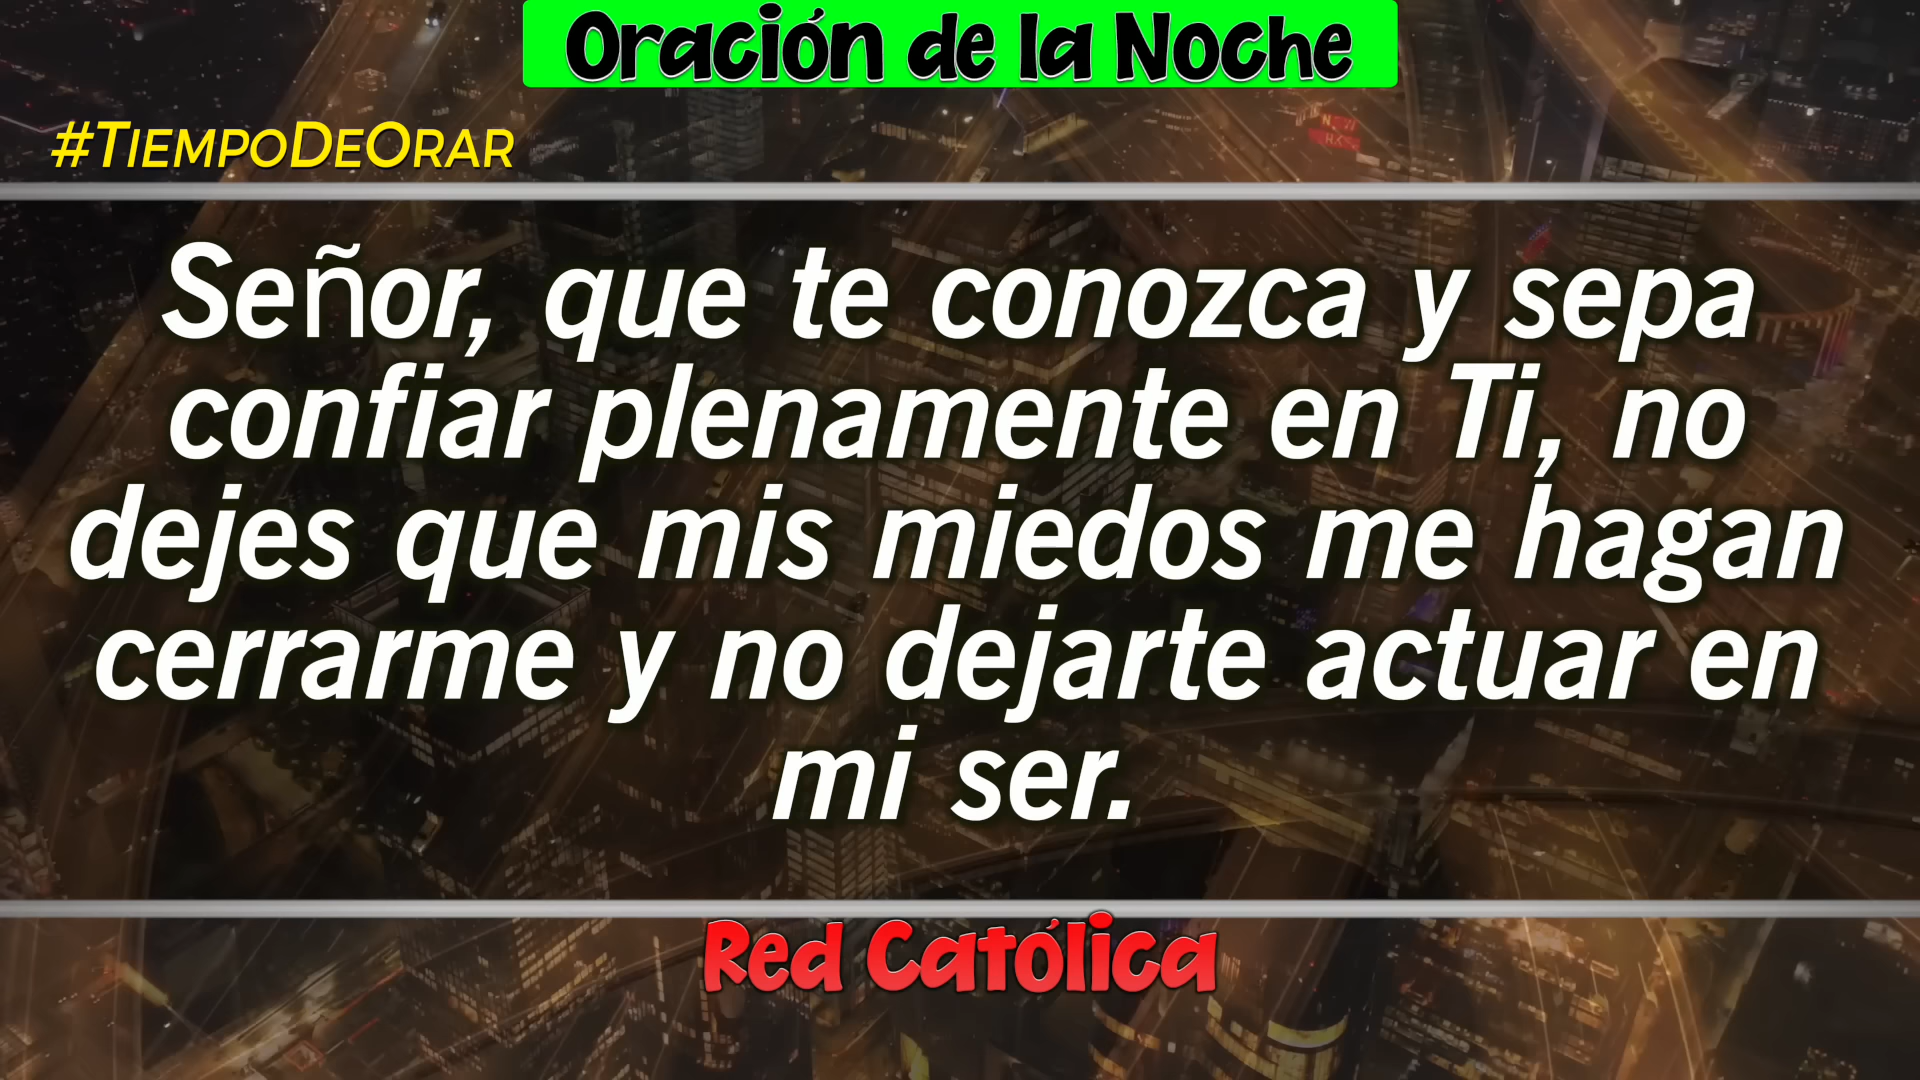 Oración de la Noche
#TiempoDeOrar
Señor, que te conozca y sepa
confiar plenamente en Ti, no
dejes que mis miedos me hagan
cerrarme y no dejarte actuar en
mi ser.
Red Católica